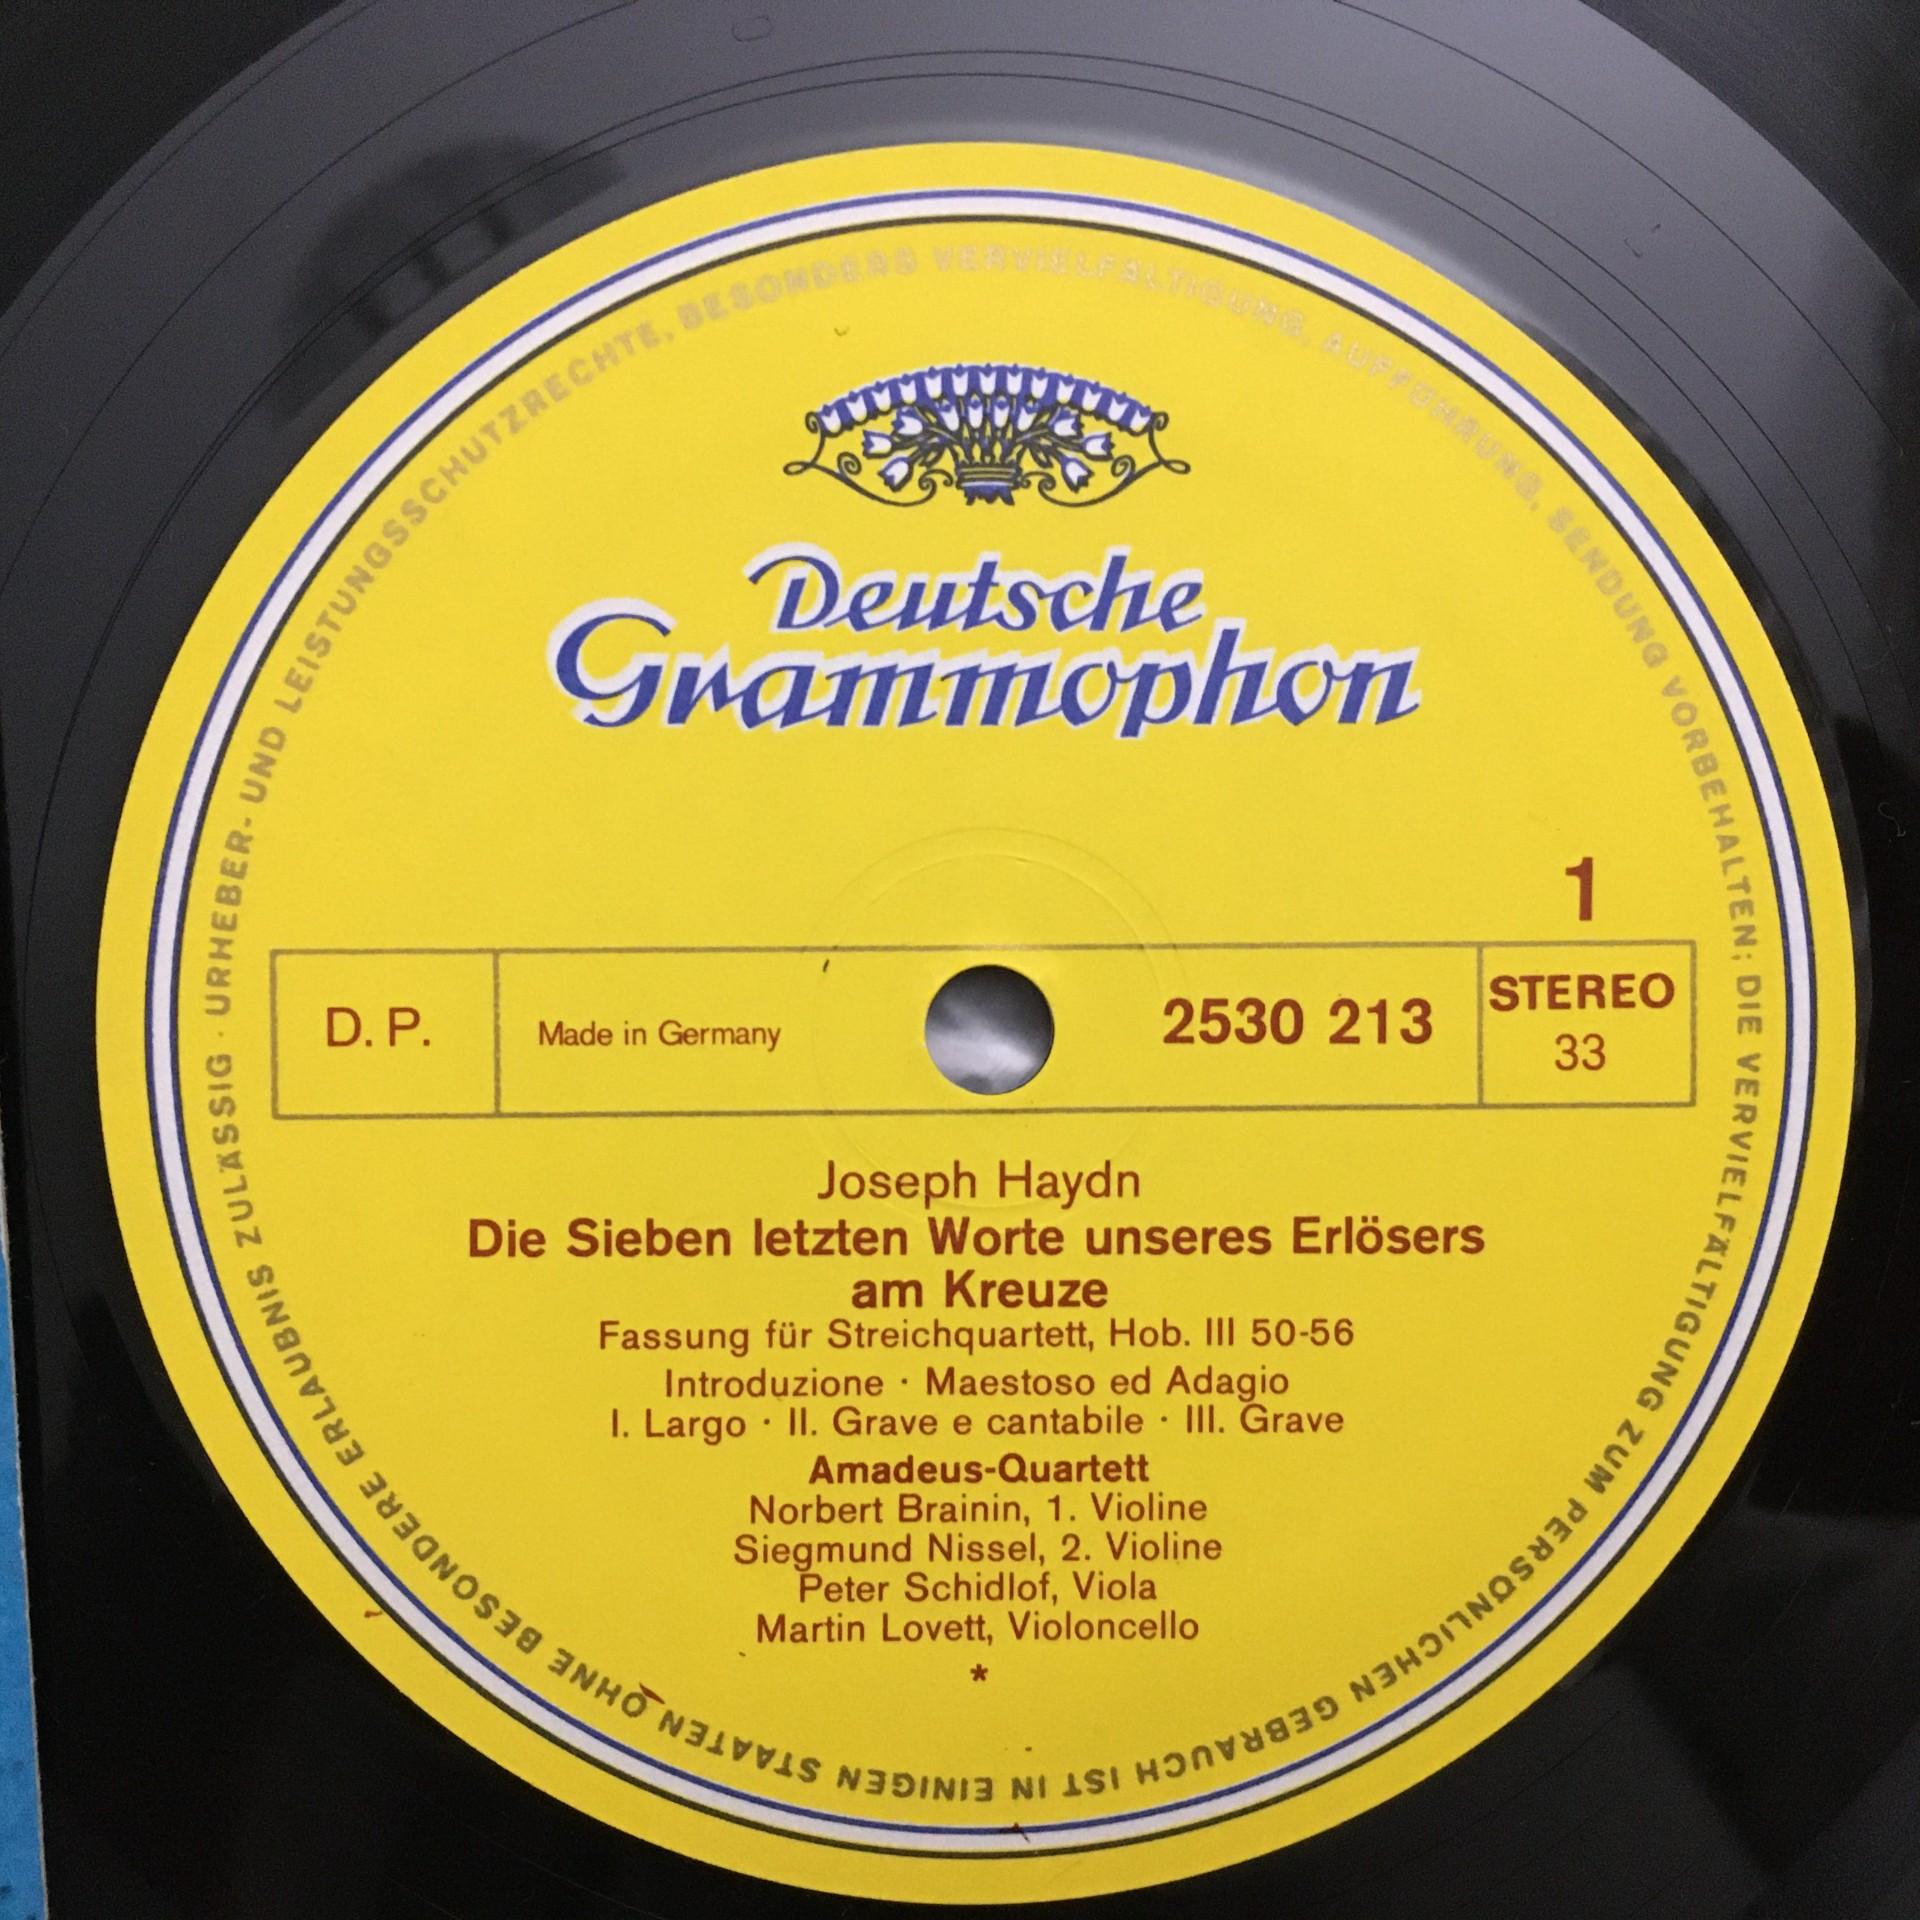 URHEBER- UND LEISTUNGSSCHUTZRECHTE, BESONDERS VERVIELFÄLTIGUNG, AUFFÜHRUNG, SENDUNG VORBEHALTEN; DIE VERVIELFÄLTIGUNG ZUM PERSÖNLICHEN GEBRAUCH IST IN EINIGEN STAATEN OHNE BESONDERE ERLAUBNIS ZULÄSSIG ·
Deutsche
Grammophon
1
D. P.
Made in Germany
2530 213
STEREO
33
Joseph Haydn
Die Sieben letzten Worte unseres Erlösers
am Kreuze
Fassung für Streichquartett, Hob. III 50-56
Introduzione · Maestoso ed Adagio
I. Largo · II. Grave e cantabile · III. Grave
Amadeus-Quartett
Norbert Brainin, 1. Violine
Siegmund Nissel, 2. Violine
Peter Schidlof, Viola
Martin Lovett, Violoncello
*